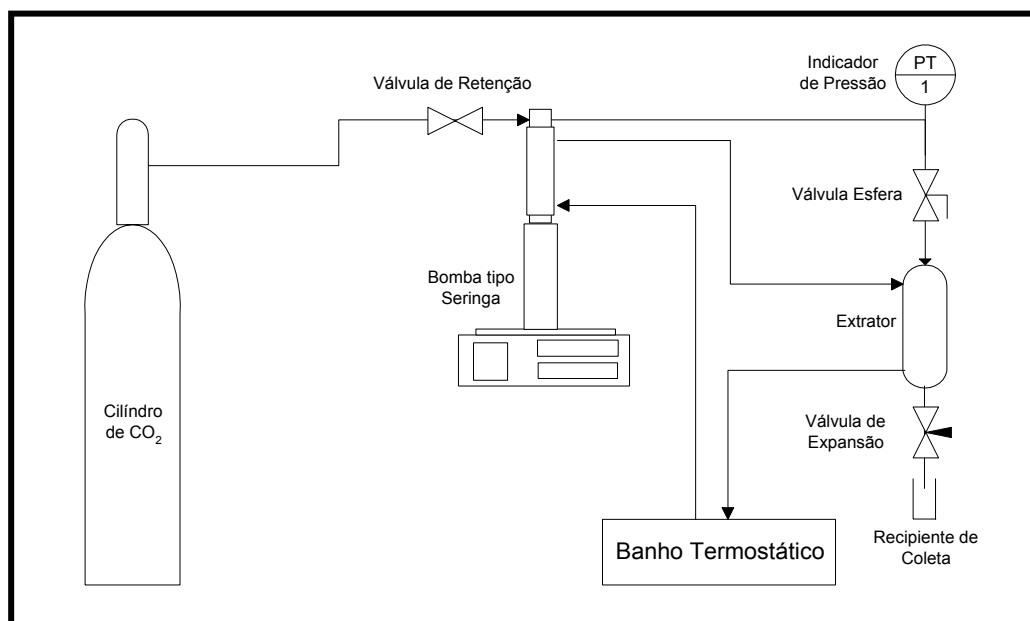 Indicador
de Pressão
PT
1
Válvula de Retenção
Válvula Esfera
Bomba tipo
Seringa
Extrator
Cilíndro
de CO₂
Válvula de
Expansão
Banho Termostático
Recipiente de
Coleta